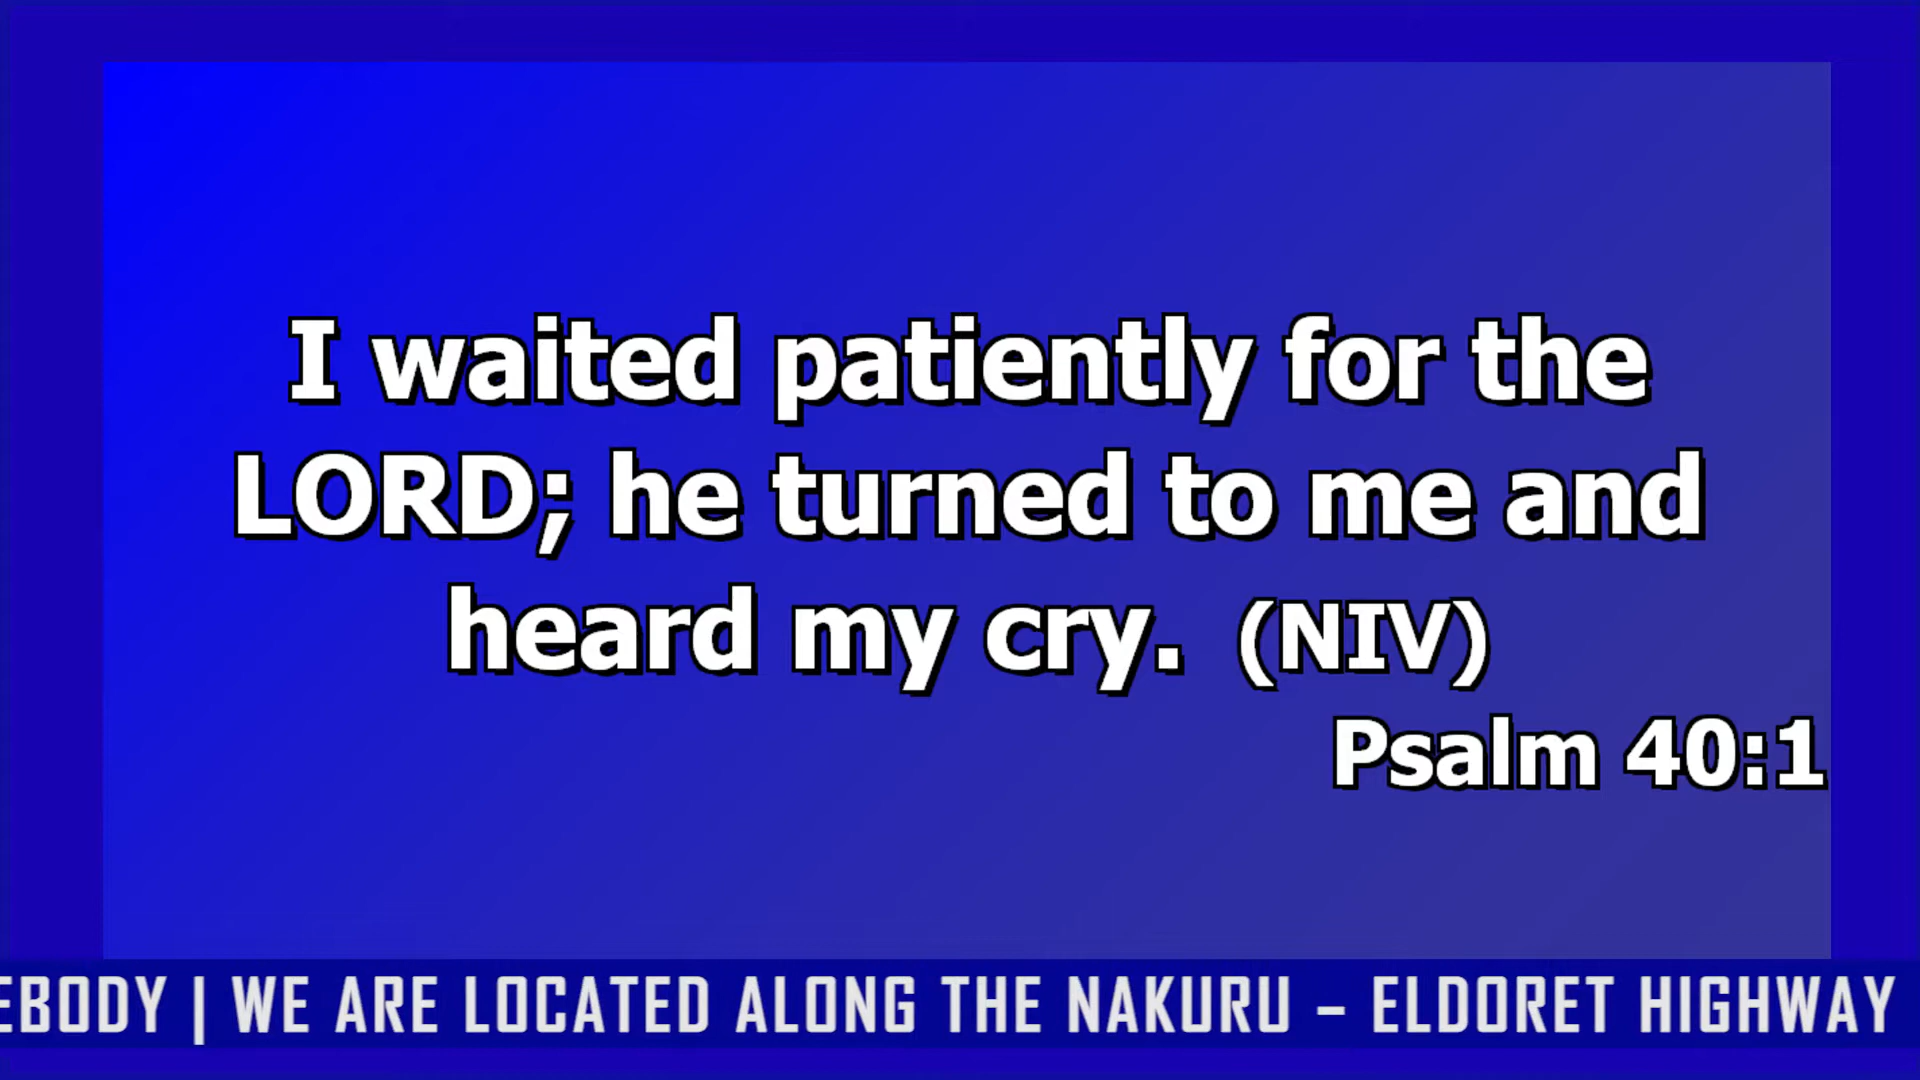 I waited patiently for the
LORD; he turned to me and
heard my cry. (NIV)
Psalm 40:1
EBODY | WE ARE LOCATED ALONG THE NAKURU – ELDORET HIGHWAY